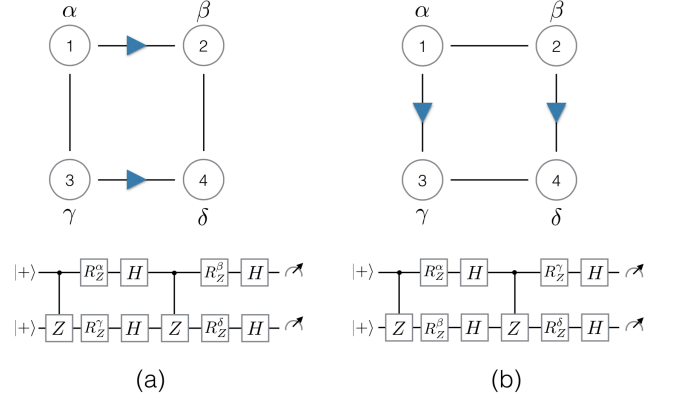 α β α β
1 2 1 2
3 4 3 4
γ δ γ δ
|+⟩ R_Z^α H R_Z^β H |+⟩ R_Z^α H R_Z^γ H
|+⟩ Z R_Z^γ H Z R_Z^δ H |+⟩ Z R_Z^β H Z R_Z^δ H
(a) (b)